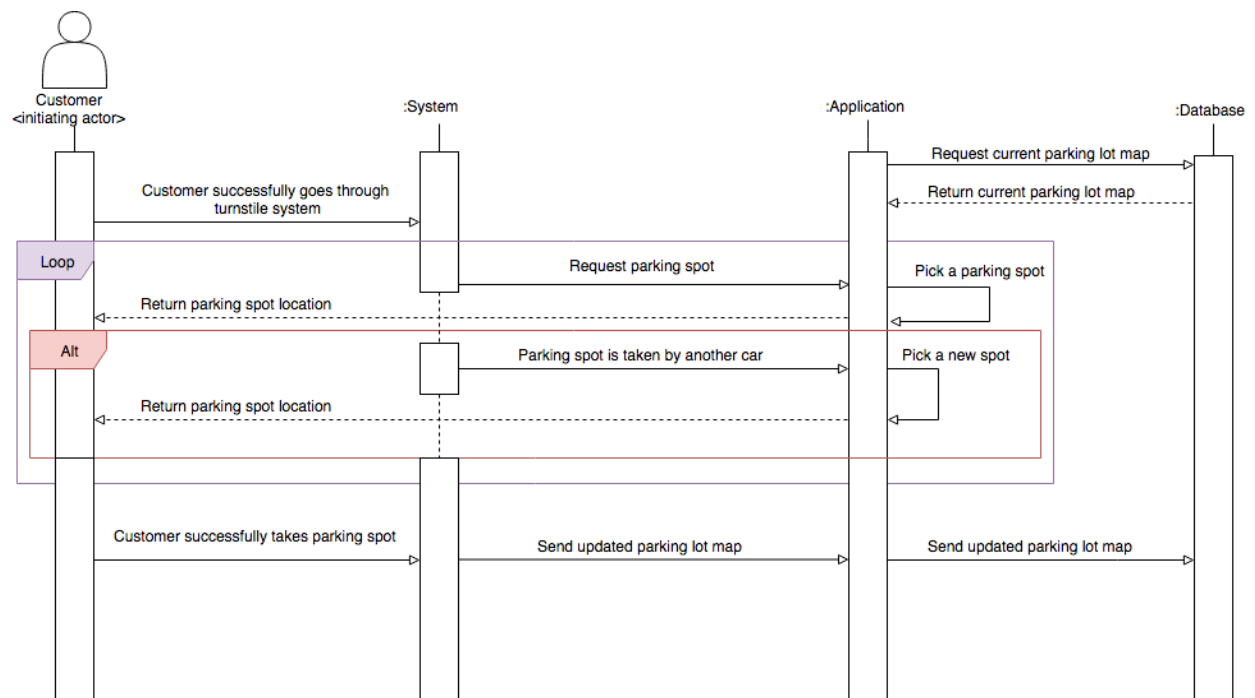 Customer
<initiating actor>
:System
:Application
:Database
Request current parking lot map
Customer successfully goes through
turnstile system
Return current parking lot map
Loop
Request parking spot
Pick a parking spot
Return parking spot location
Alt
Parking spot is taken by another car
Pick a new spot
Return parking spot location
Customer successfully takes parking spot
Send updated parking lot map
Send updated parking lot map